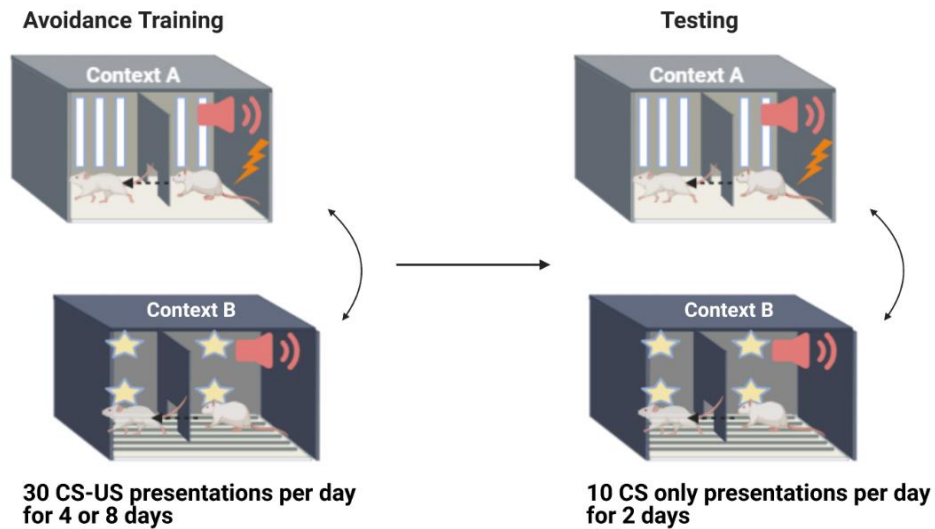 Avoidance Training
Testing
Context A
Context A
Context B
Context B
30 CS-US presentations per day
for 4 or 8 days
10 CS only presentations per day
for 2 days